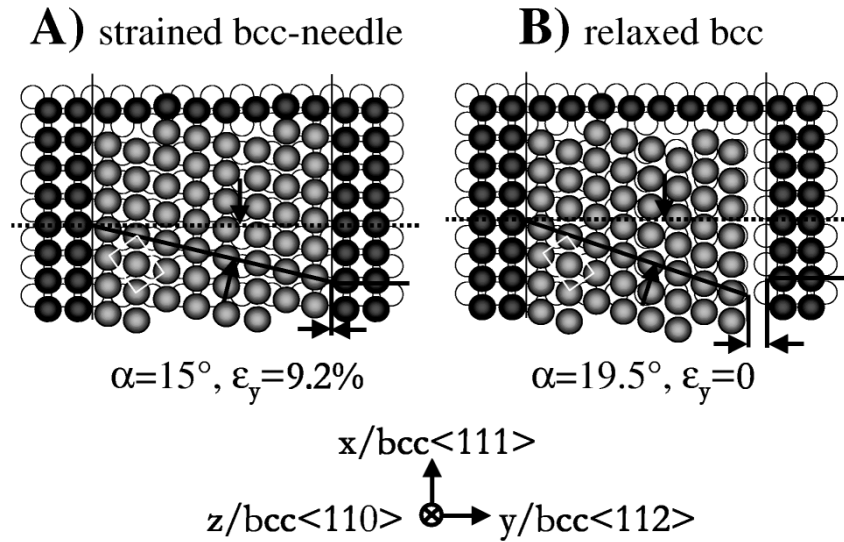 A) strained bcc-needle
B) relaxed bcc
α=15°, ε_y=9.2%
α=19.5°, ε_y=0
x/bcc<111>
z/bcc<110>
y/bcc<112>